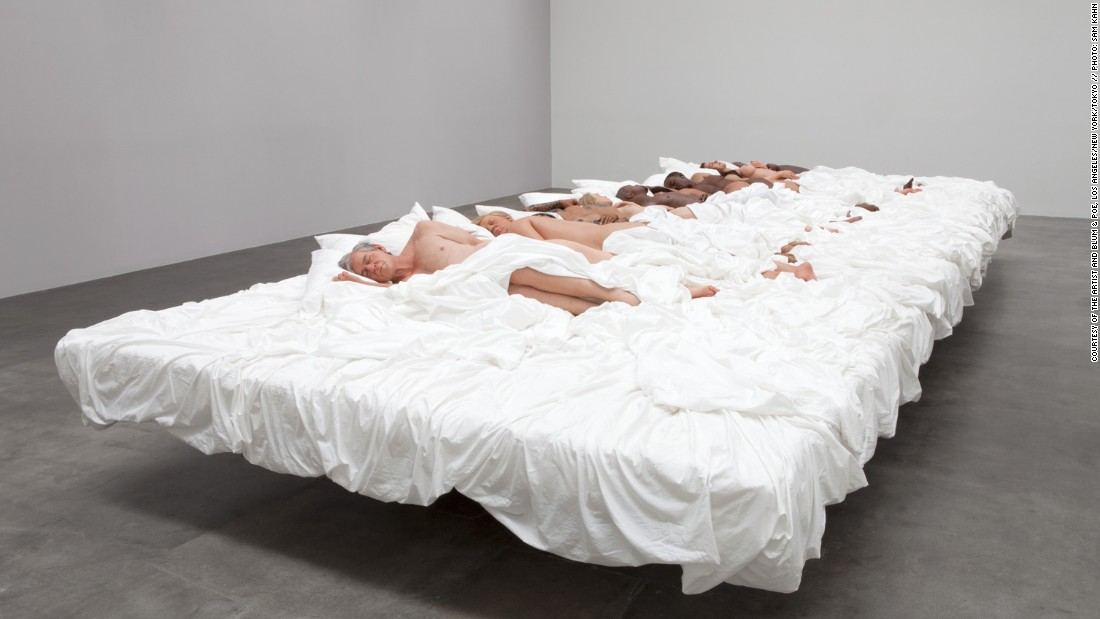 COURTESY OF THE ARTIST AND BLUM & POE, LOS ANGELES/NEW YORK/TOKYO // PHOTO: SAM KAHN